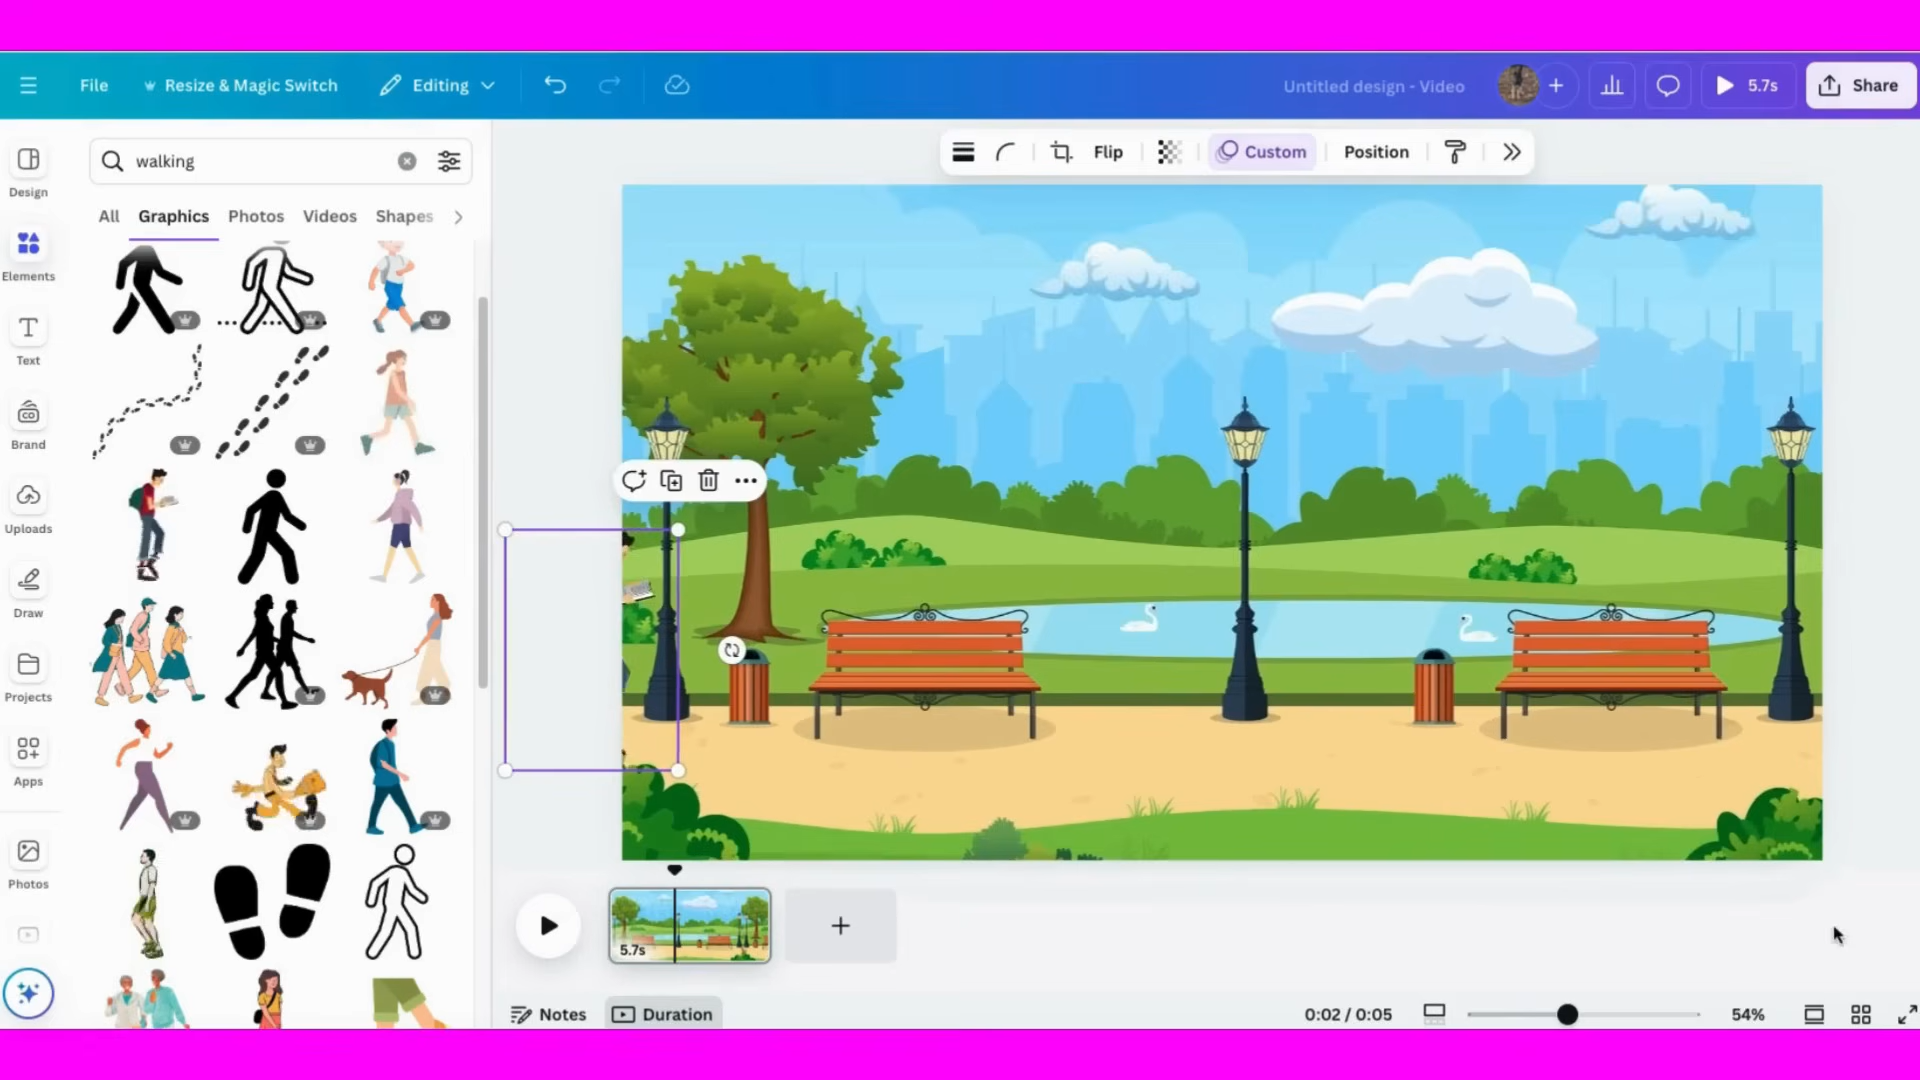 File
Resize & Magic Switch
Editing
Untitled design - Video
5.7s
Share
Design
Elements
Text
Brand
Uploads
Draw
Projects
Apps
Photos
walking
All Graphics Photos Videos Shapes
Flip
Custom
Position
5.7s
Notes
Duration
0:02 / 0:05
54%